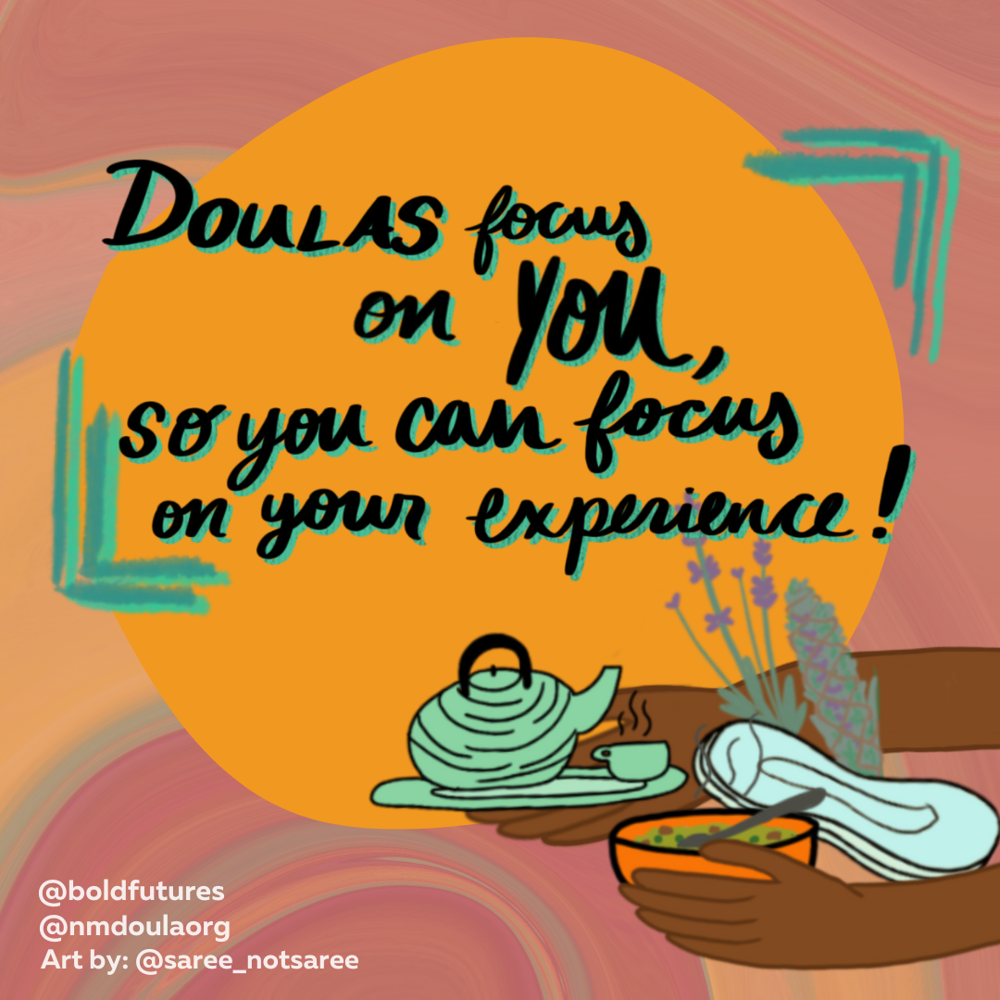 DOULAS focus
on YOU,
so you can focus
on your experience!
@boldfutures
@nmdoulaorg
Art by: @saree_notsaree